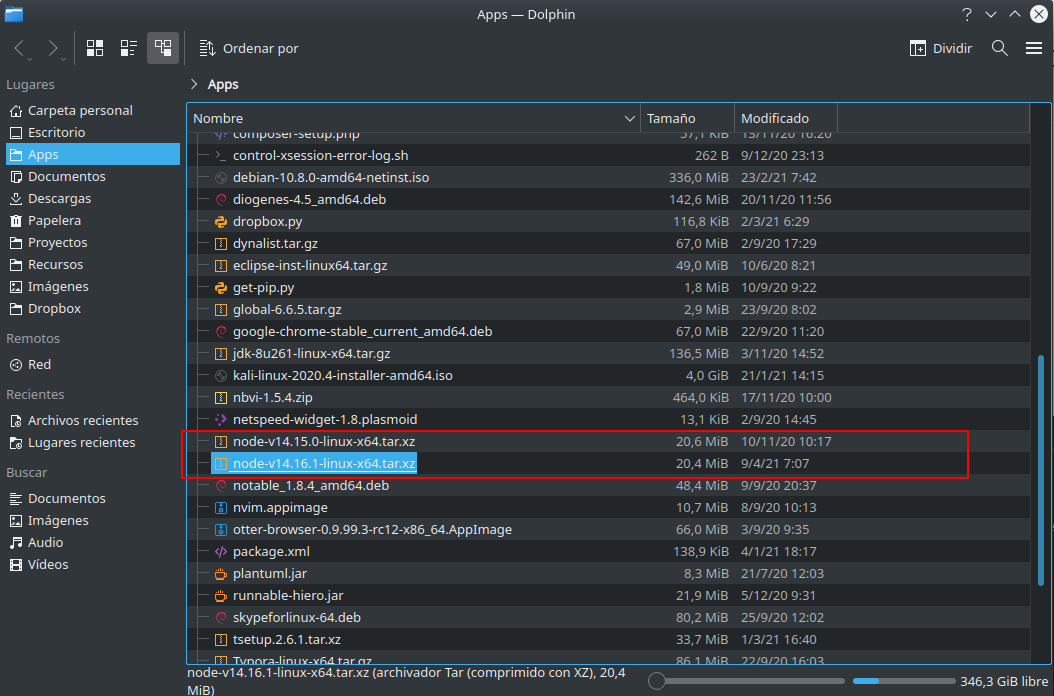 Apps — Dolphin
?
Ordenar por
Dividir
Lugares
Carpeta personal
Escritorio
Apps
Documentos
Descargas
Papelera
Proyectos
Recursos
Imágenes
Dropbox
Remotos
Red
Recientes
Archivos recientes
Lugares recientes
Buscar
Documentos
Imágenes
Audio
Vídeos
Apps
Nombre Tamaño Modificado
composer-setup.php 57,1 KiB 13/11/20 16:20
control-xsession-error-log.sh 262 B 9/12/20 23:13
debian-10.8.0-amd64-netinst.iso 336,0 MiB 23/2/21 7:42
diogenes-4.5_amd64.deb 142,6 MiB 20/11/20 11:56
dropbox.py 116,8 KiB 2/3/21 6:29
dynalist.tar.gz 67,0 MiB 2/9/20 17:29
eclipse-inst-linux64.tar.gz 49,0 MiB 10/6/20 8:21
get-pip.py 1,8 MiB 10/9/20 9:22
global-6.6.5.tar.gz 2,9 MiB 23/9/20 8:02
google-chrome-stable_current_amd64.deb 67,0 MiB 22/9/20 11:20
jdk-8u261-linux-x64.tar.gz 136,5 MiB 3/11/20 14:52
kali-linux-2020.4-installer-amd64.iso 4,0 GiB 21/1/21 14:15
nbvi-1.5.4.zip 464,0 KiB 17/11/20 10:00
netspeed-widget-1.8.plasmoid 13,1 KiB 2/9/20 14:45
node-v14.15.0-linux-x64.tar.xz 20,6 MiB 10/11/20 10:17
node-v14.16.1-linux-x64.tar.xz 20,4 MiB 9/4/21 7:07
notable_1.8.4_amd64.deb 48,4 MiB 9/9/20 20:37
nvim.appimage 10,7 MiB 8/9/20 10:13
otter-browser-0.9.99.3-rc12-x86_64.AppImage 66,0 MiB 3/9/20 9:35
package.xml 138,9 KiB 4/1/21 18:17
plantuml.jar 8,3 MiB 21/7/20 12:03
runnable-hiero.jar 21,9 MiB 5/12/20 9:31
skypeforlinux-64.deb 80,2 MiB 25/9/20 12:02
tsetup.2.6.1.tar.xz 33,7 MiB 1/3/21 16:40
Typora-linux-x64.tar.gz 86,1 MiB 22/9/20 16:03
node-v14.16.1-linux-x64.tar.xz (archivador Tar (comprimido con XZ), 20,4
MiB)
346,3 GiB libre